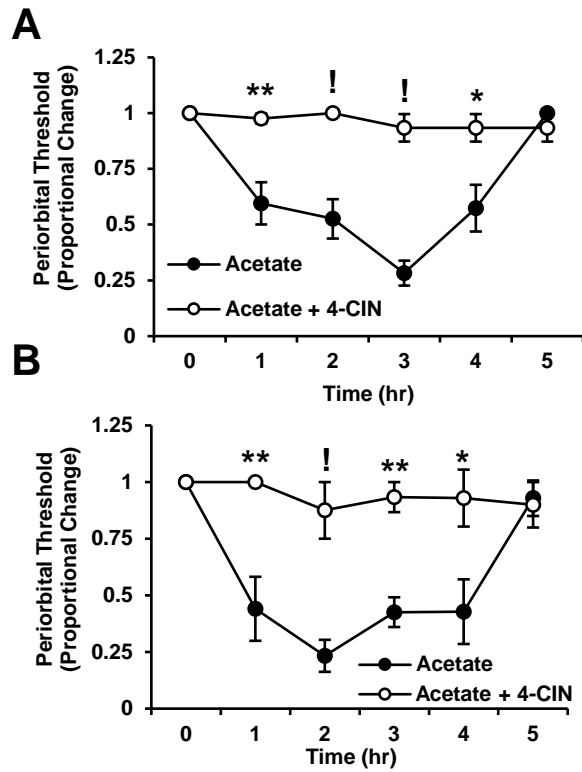 A
Periorbital Threshold
(Proportional Change)
1.25
1
0.75
0.5
0.25
0
** ! ! *
Acetate
Acetate + 4-CIN
0 1 2 3 4 5
Time (hr)
B
Periorbital Threshold
(Proportional Change)
1.25
1
0.75
0.5
0.25
0
** ! ** *
Acetate
Acetate + 4-CIN
0 1 2 3 4 5
Time (hr)